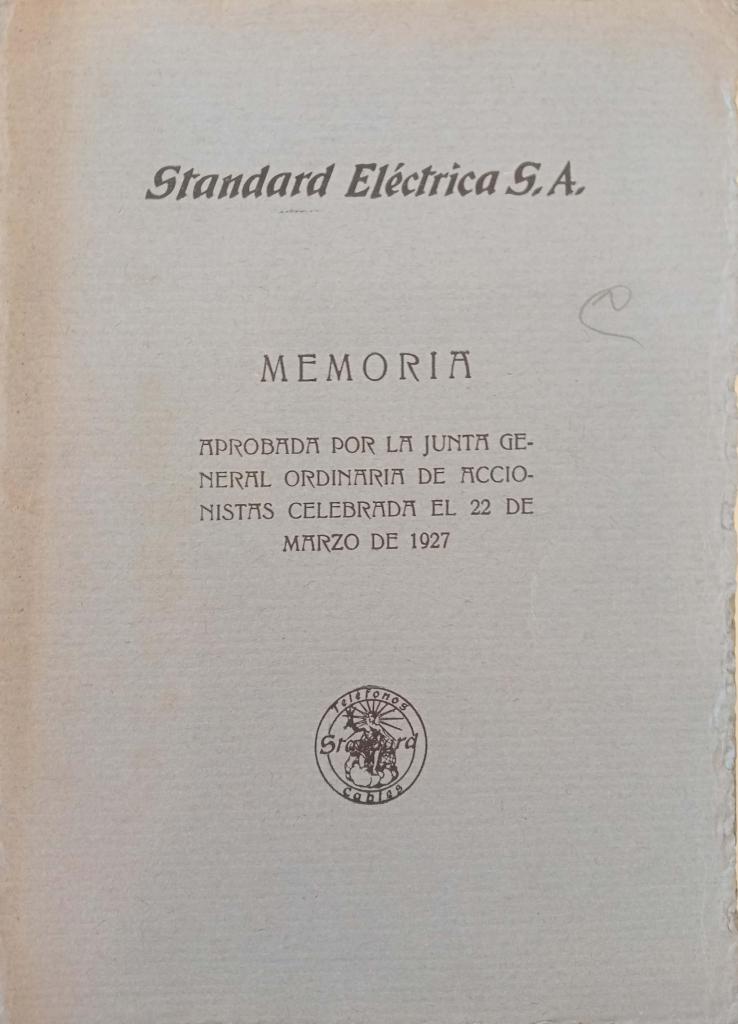 Standard Eléctrica S.A.
MEMORIA
APROBADA POR LA JUNTA GE-
NERAL ORDINARIA DE ACCIO-
NISTAS CELEBRADA EL 22 DE
MARZO DE 1927
Teléfonos
Standard
Cables